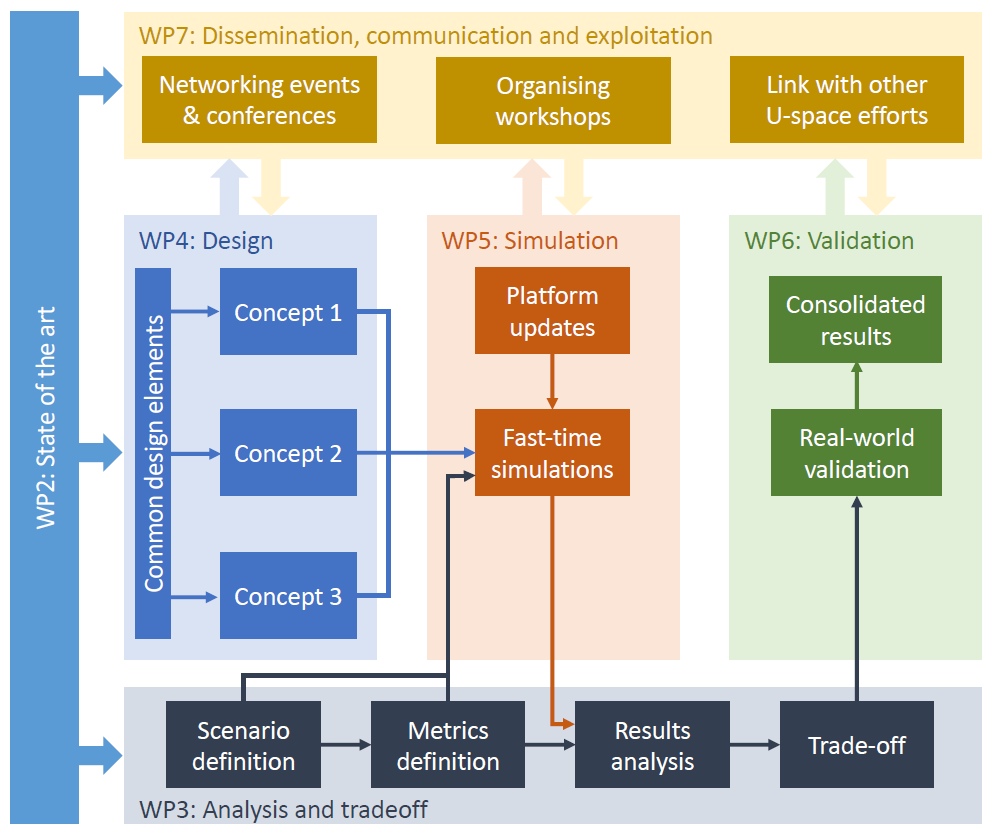 WP2: State of the art
WP7: Dissemination, communication and exploitation
Networking events
& conferences
Organising
workshops
Link with other
U-space efforts
WP4: Design
Common design elements
Concept 1
Concept 2
Concept 3
WP5: Simulation
Platform
updates
Fast-time
simulations
WP6: Validation
Consolidated
results
Real-world
validation
Scenario
definition
Metrics
definition
Results
analysis
Trade-off
WP3: Analysis and tradeoff